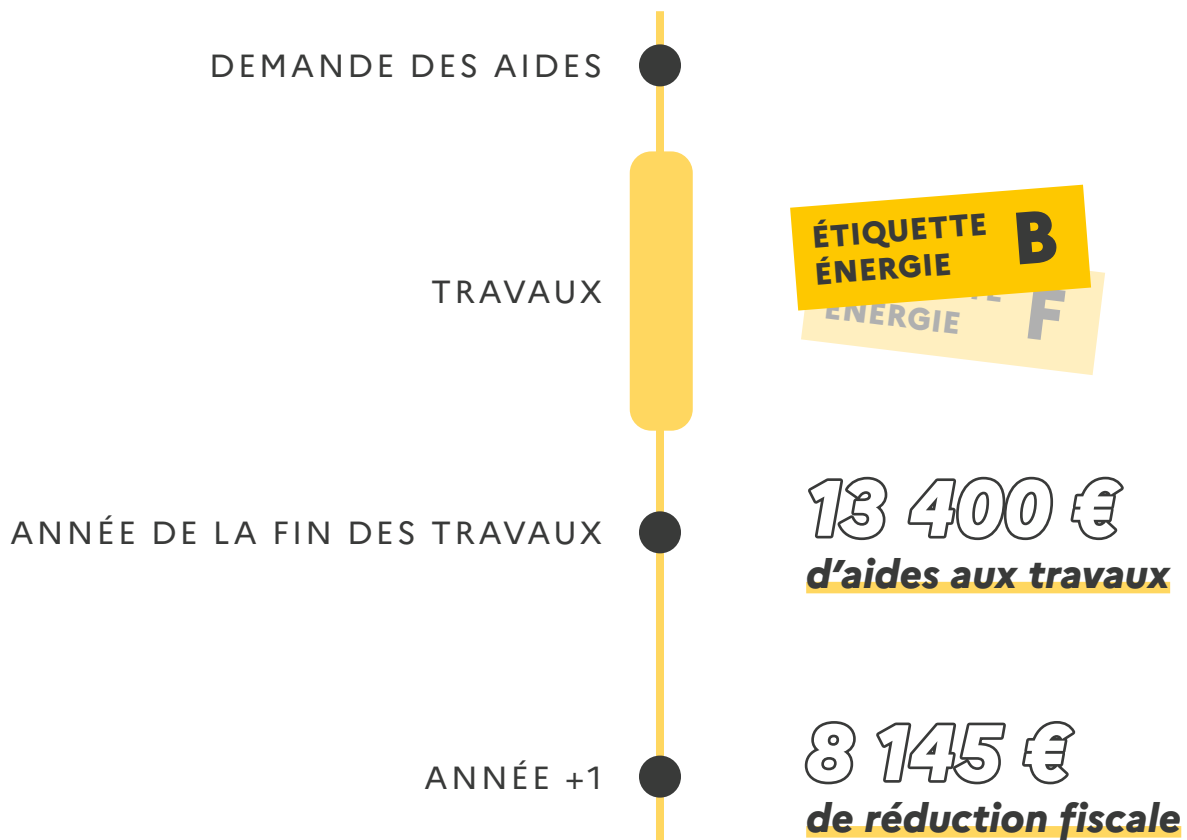 DEMANDE DES AIDES
TRAVAUX
ÉTIQUETTE
ÉNERGIE B
ÉNERGIE F
ANNÉE DE LA FIN DES TRAVAUX
13 400 €
d'aides aux travaux
ANNÉE +1
8 145 €
de réduction fiscale